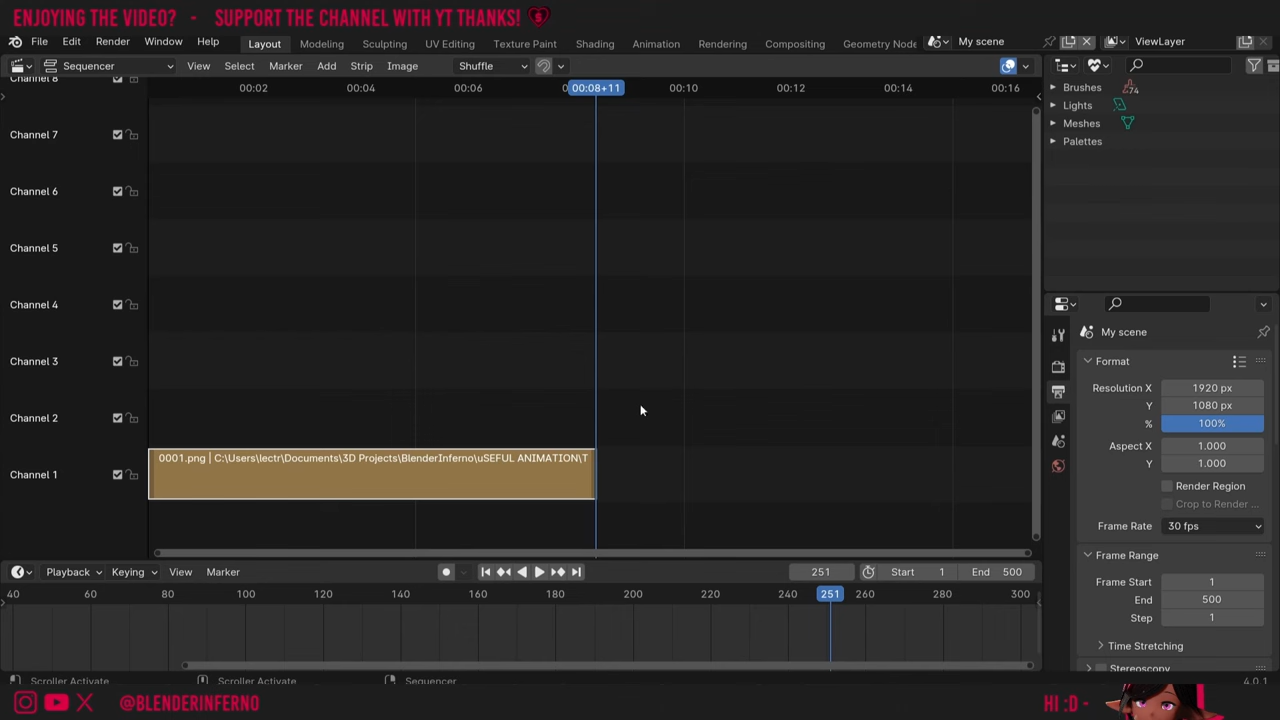 ENJOYING THE VIDEO? - SUPPORT THE CHANNEL WITH YT THANKS!
File Edit Render Window Help Layout Modeling Sculpting UV Editing Texture Paint Shading Animation Rendering Compositing Geometry Node My scene ViewLayer
Sequencer View Select Marker Add Strip Image Shuffle
Channel 8 00:02 00:04 00:06 00:08+11 00:10 00:12 00:14 00:16
Brushes 74
Lights
Meshes
Palettes
Channel 7
Channel 6
Channel 5
Channel 4
Channel 3
Channel 2
Channel 1
0001.png | C:\Users\lectr\Documents\3D Projects\BlenderInferno\uSEFUL ANIMATION\T
My scene
Format
Resolution X 1920 px
Y 1080 px
% 100%
Aspect X 1.000
Y 1.000
Render Region
Crop to Render ...
Frame Rate 30 fps
Frame Range
Frame Start 1
End 500
Step 1
Time Stretching
Stereoscopy
Playback Keying View Marker 251 Start 1 End 500
40 60 80 100 120 140 160 180 200 220 240 251 260 280 300
Scroller Activate Scroller Activate Sequencer 4.0.1
@BLENDERINFERNO HI :D -